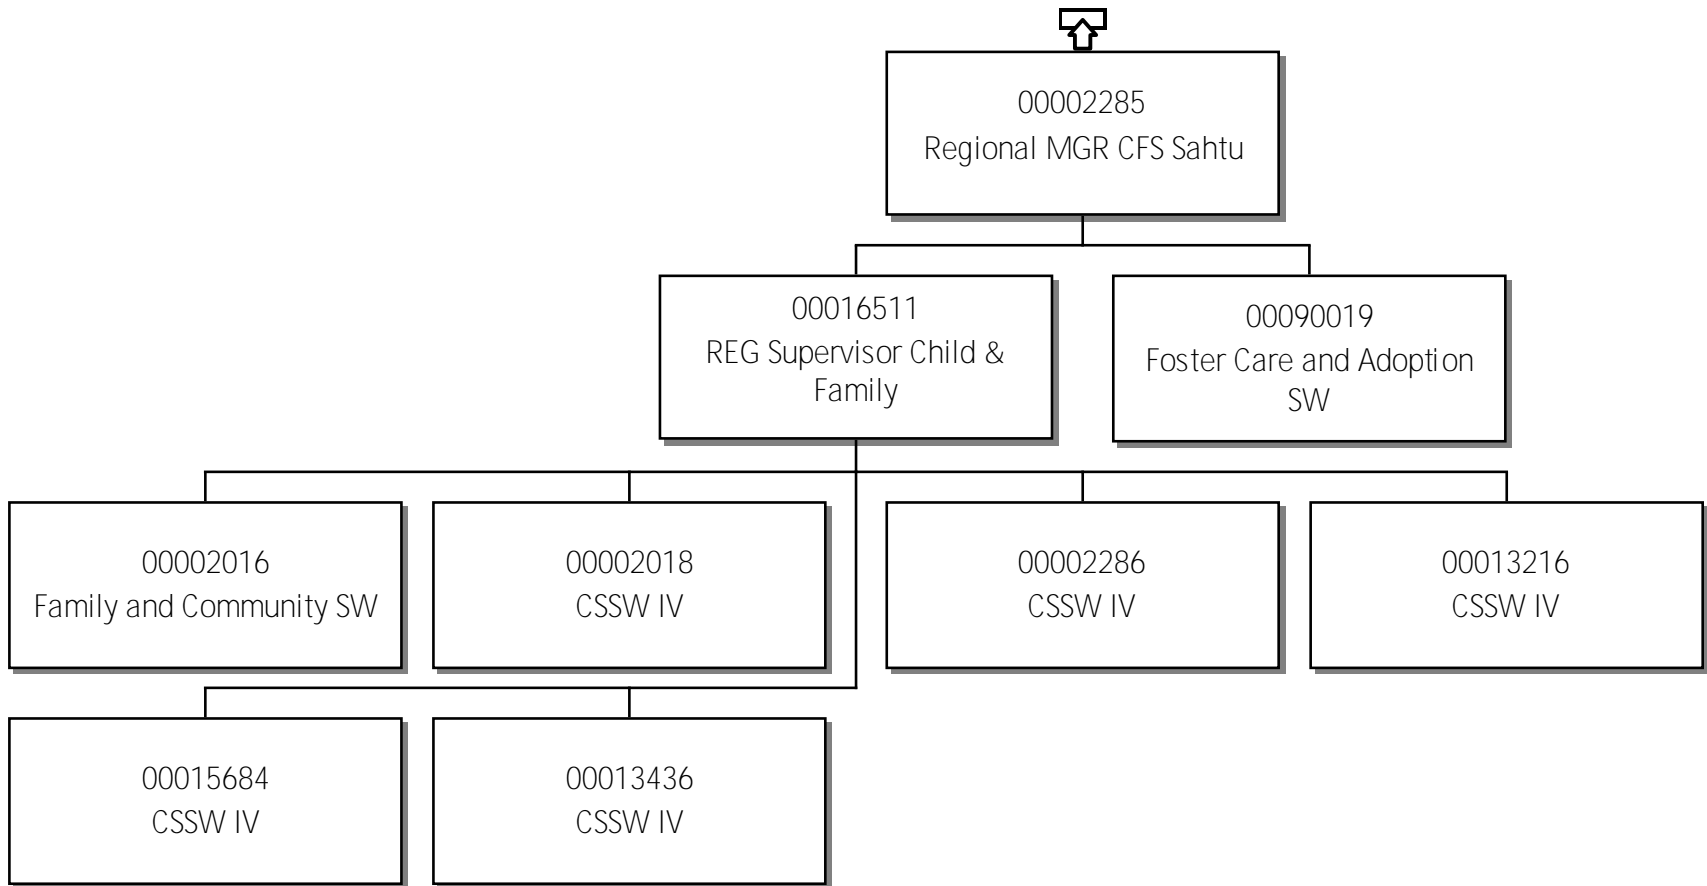 00002285
Regional MGR CFS Sahtu
00016511
REG Supervisor Child &
Family
00090019
Foster Care and Adoption
SW
00002016
Family and Community SW
00002018
CSSW IV
00002286
CSSW IV
00013216
CSSW IV
00015684
CSSW IV
00013436
CSSW IV